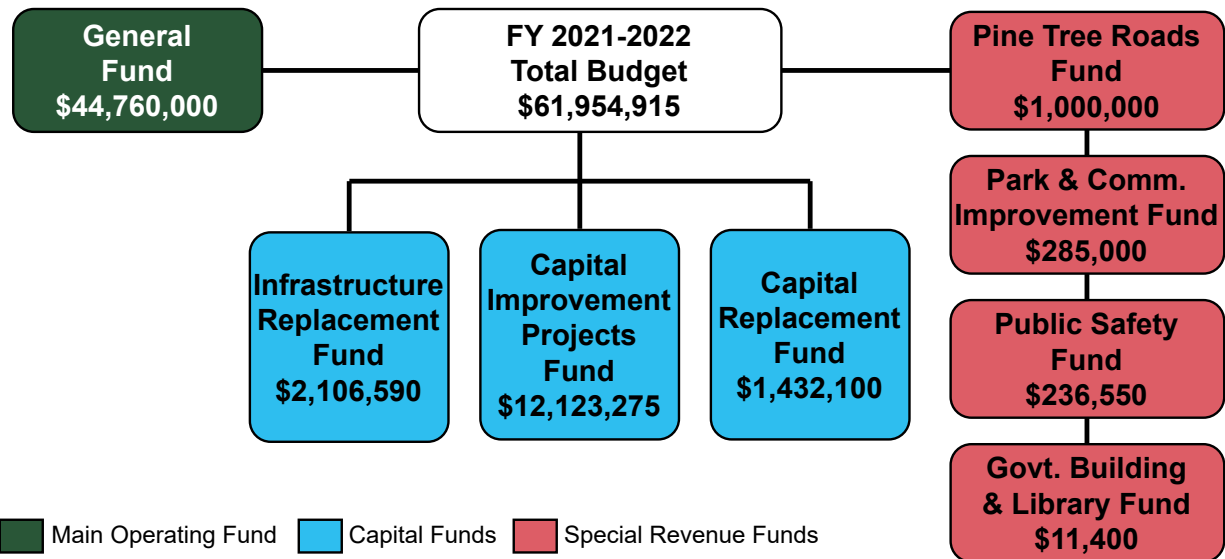 General
Fund
$44,760,000
FY 2021-2022
Total Budget
$61,954,915
Pine Tree Roads
Fund
$1,000,000
Park & Comm.
Improvement Fund
$285,000
Infrastructure
Replacement
Fund
$2,106,590
Capital
Improvement
Projects
Fund
$12,123,275
Capital
Replacement
Fund
$1,432,100
Public Safety
Fund
$236,550
Govt. Building
& Library Fund
$11,400
Main Operating Fund
Capital Funds
Special Revenue Funds